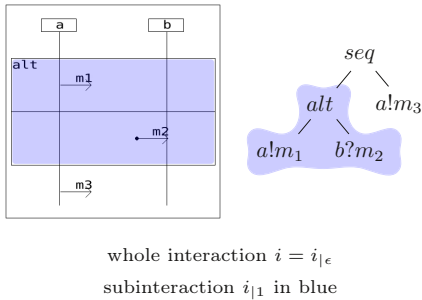 a b
alt
m1
m2
m3
seq
alt a!m₃
a!m₁ b?m₂
whole interaction i = i|ϵ
subinteraction i|1 in blue